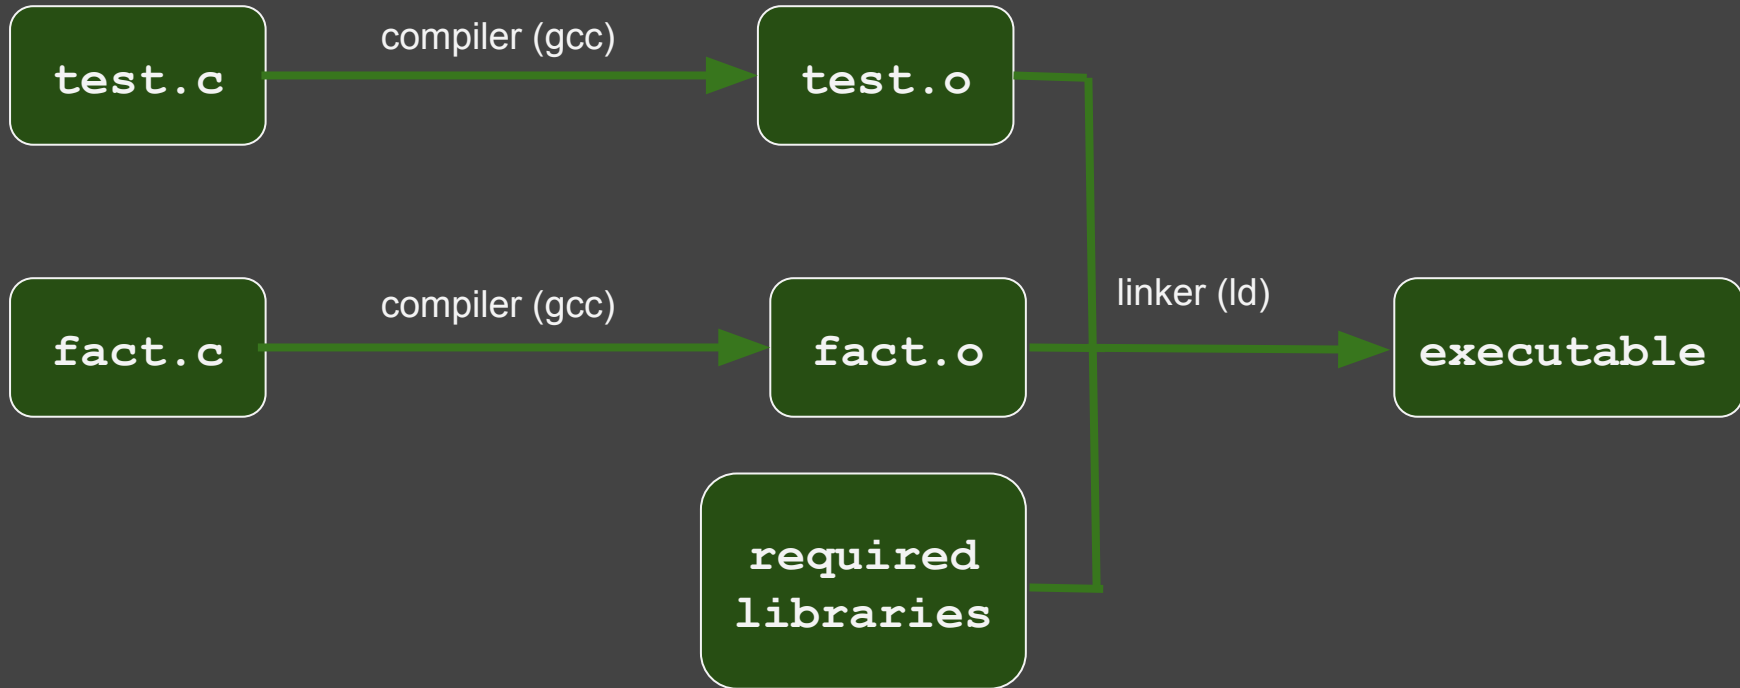 test.c
compiler (gcc)
test.o
fact.c
compiler (gcc)
fact.o
linker (ld)
executable
required
libraries